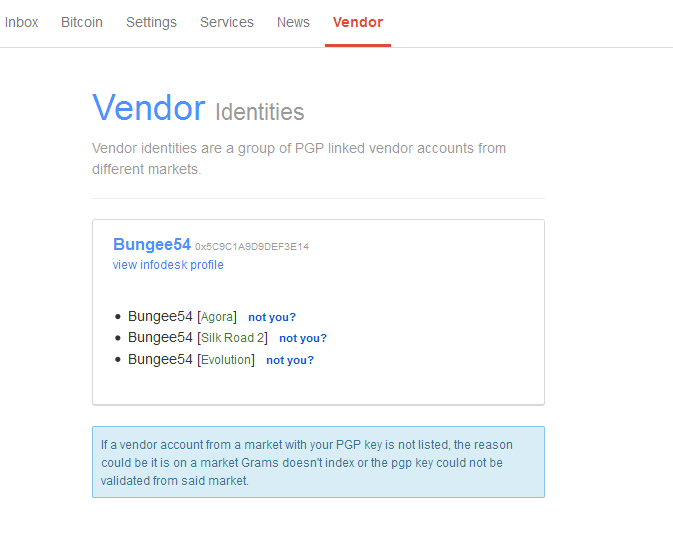 Inbox Bitcoin Settings Services News Vendor
Vendor Identities
Vendor identities are a group of PGP linked vendor accounts from
different markets.
Bungee54 0x5C9C1A9D9DEF3E14
view infodesk profile
Bungee54 [Agora] not you?
Bungee54 [Silk Road 2] not you?
Bungee54 [Evolution] not you?
If a vendor account from a market with your PGP key is not listed, the reason
could be it is on a market Grams doesn't index or the pgp key could not be
validated from said market.